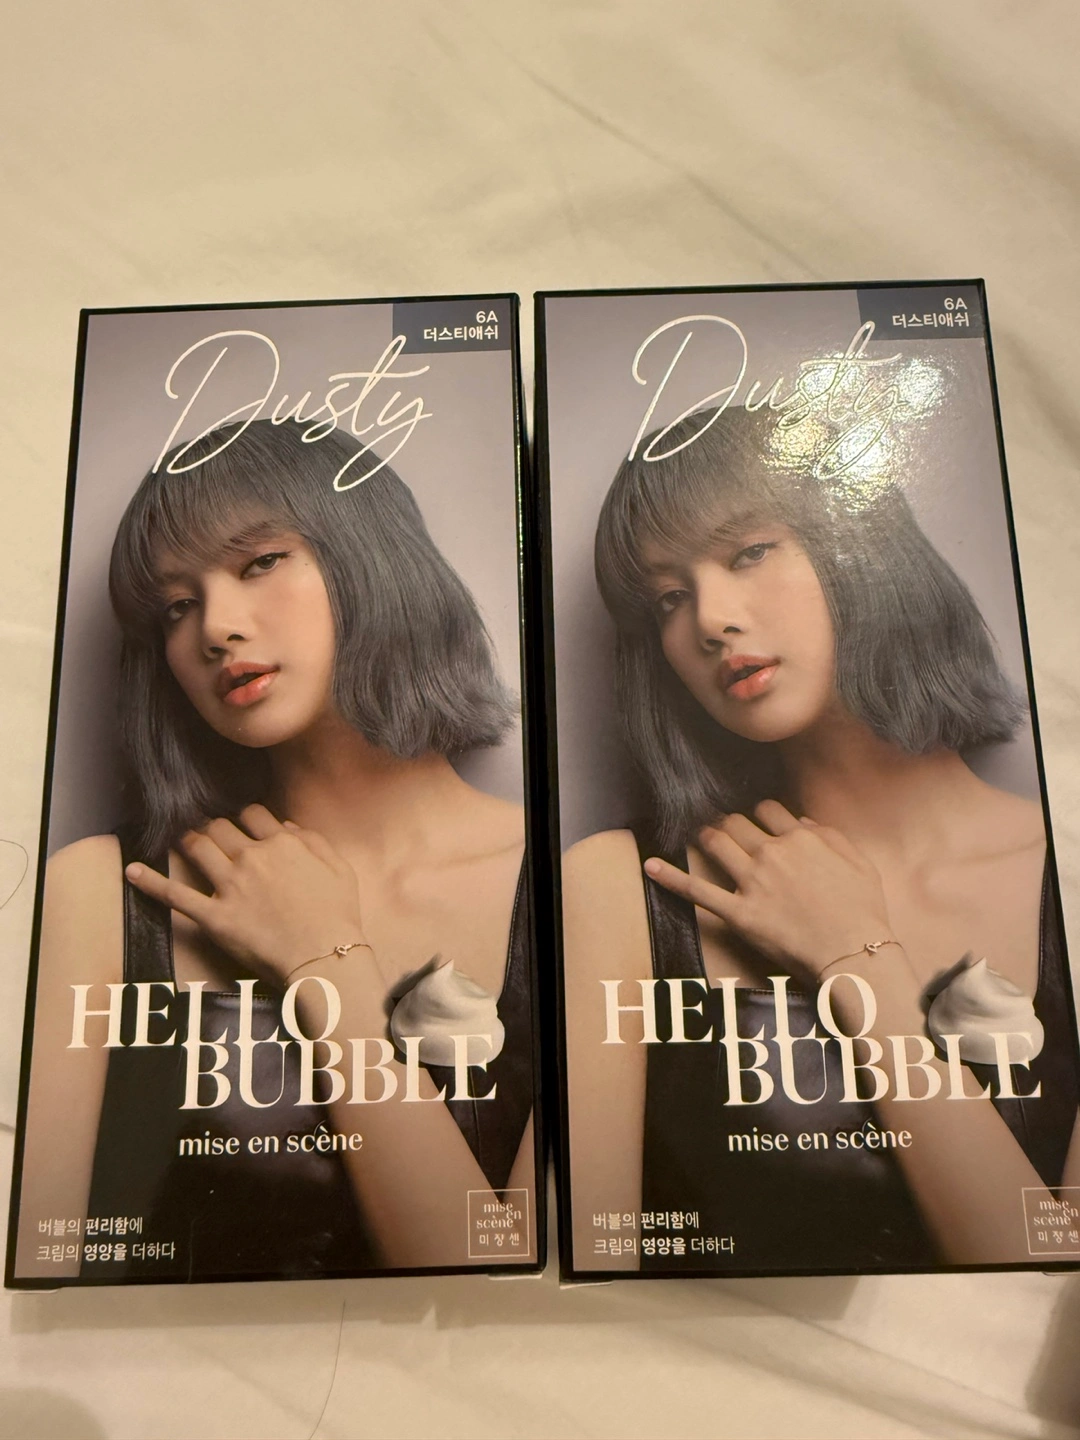 6A
더스티애쉬
Dusty
HELLO
BUBBLE
mise en scène
버블의 편리함에
크림의 영양을 더하다
mise
en
scène
미쟝센
6A
더스티애쉬
Dusty
HELLO
BUBBLE
mise en scène
버블의 편리함에
크림의 영양을 더하다
mise
en
scène
미쟝센